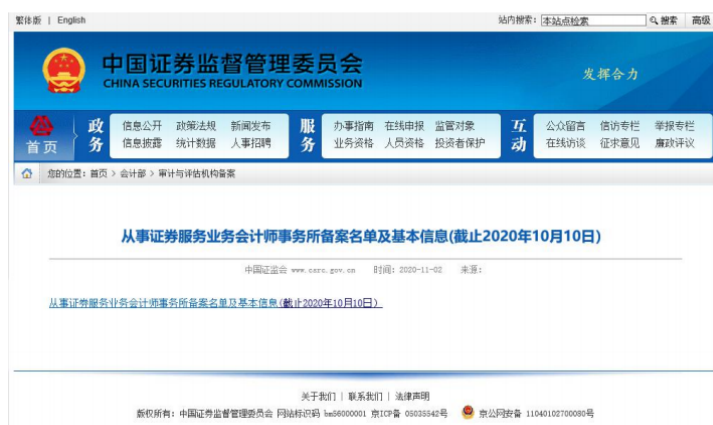 繁体版 | English 站内搜索: 本站点检索 搜索 高级
中国证券监督管理委员会
CHINA SECURITIES REGULATORY COMMISSION
发挥合力
首页
政务
信息公开 政策法规 新闻发布
信息披露 统计数据 人事招聘
服务
办事指南 在线申报 监管对象
业务资格 人员资格 投资者保护
互动
公众留言 信访专栏 举报专栏
在线访谈 征求意见 廉政评议
您的位置: 首页 > 会计部 > 审计与评估机构备案
从事证券服务业务会计师事务所备案名单及基本信息(截止2020年10月10日)
中国证监会 www.csrc.gov.cn 时间: 2020-11-02 来源:
从事证券服务业务会计师事务所备案名单及基本信息(截止2020年10月10日)
关于我们 | 联系我们 | 法律声明
版权所有: 中国证券监督管理委员会 网站标识码 bm56000001 京ICP备 05035542号 京公网安备 11040102700080号